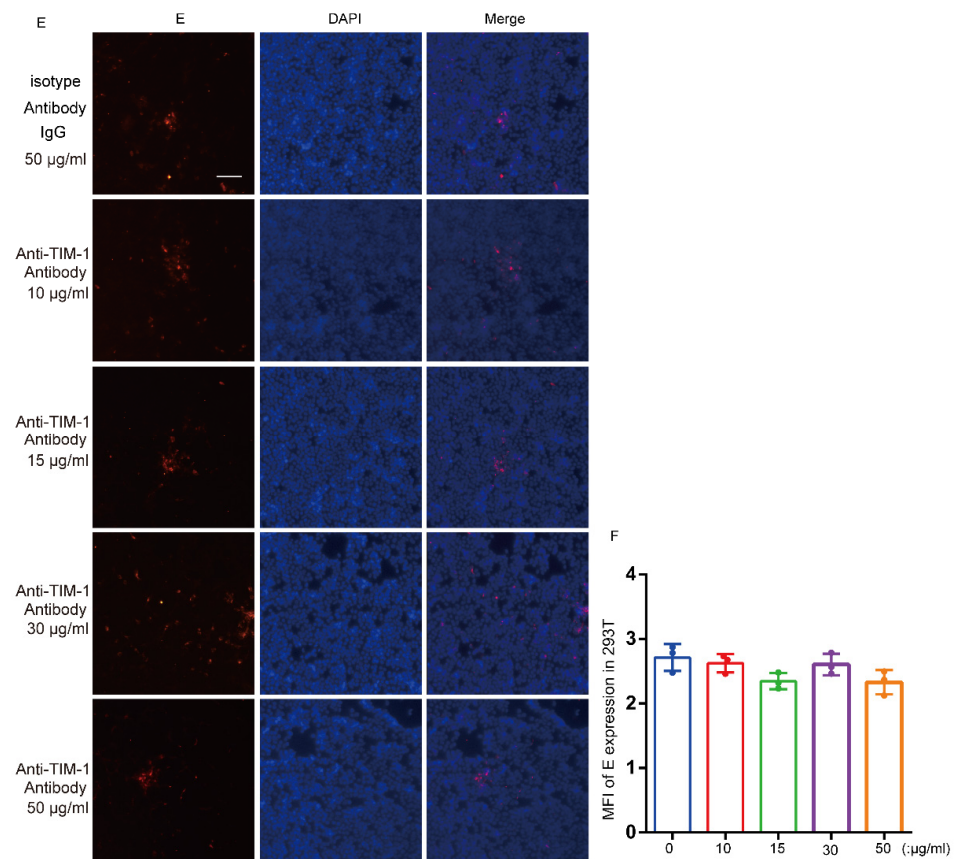 E
E DAPI Merge
isotype
Antibody
IgG
50 µg/ml
Anti-TIM-1
Antibody
10 µg/ml
Anti-TIM-1
Antibody
15 µg/ml
Anti-TIM-1
Antibody
30 µg/ml
Anti-TIM-1
Antibody
50 µg/ml
F
MFI of E expression in 293T
4
3
2
1
0
0 10 15 30 50 (:µg/ml)